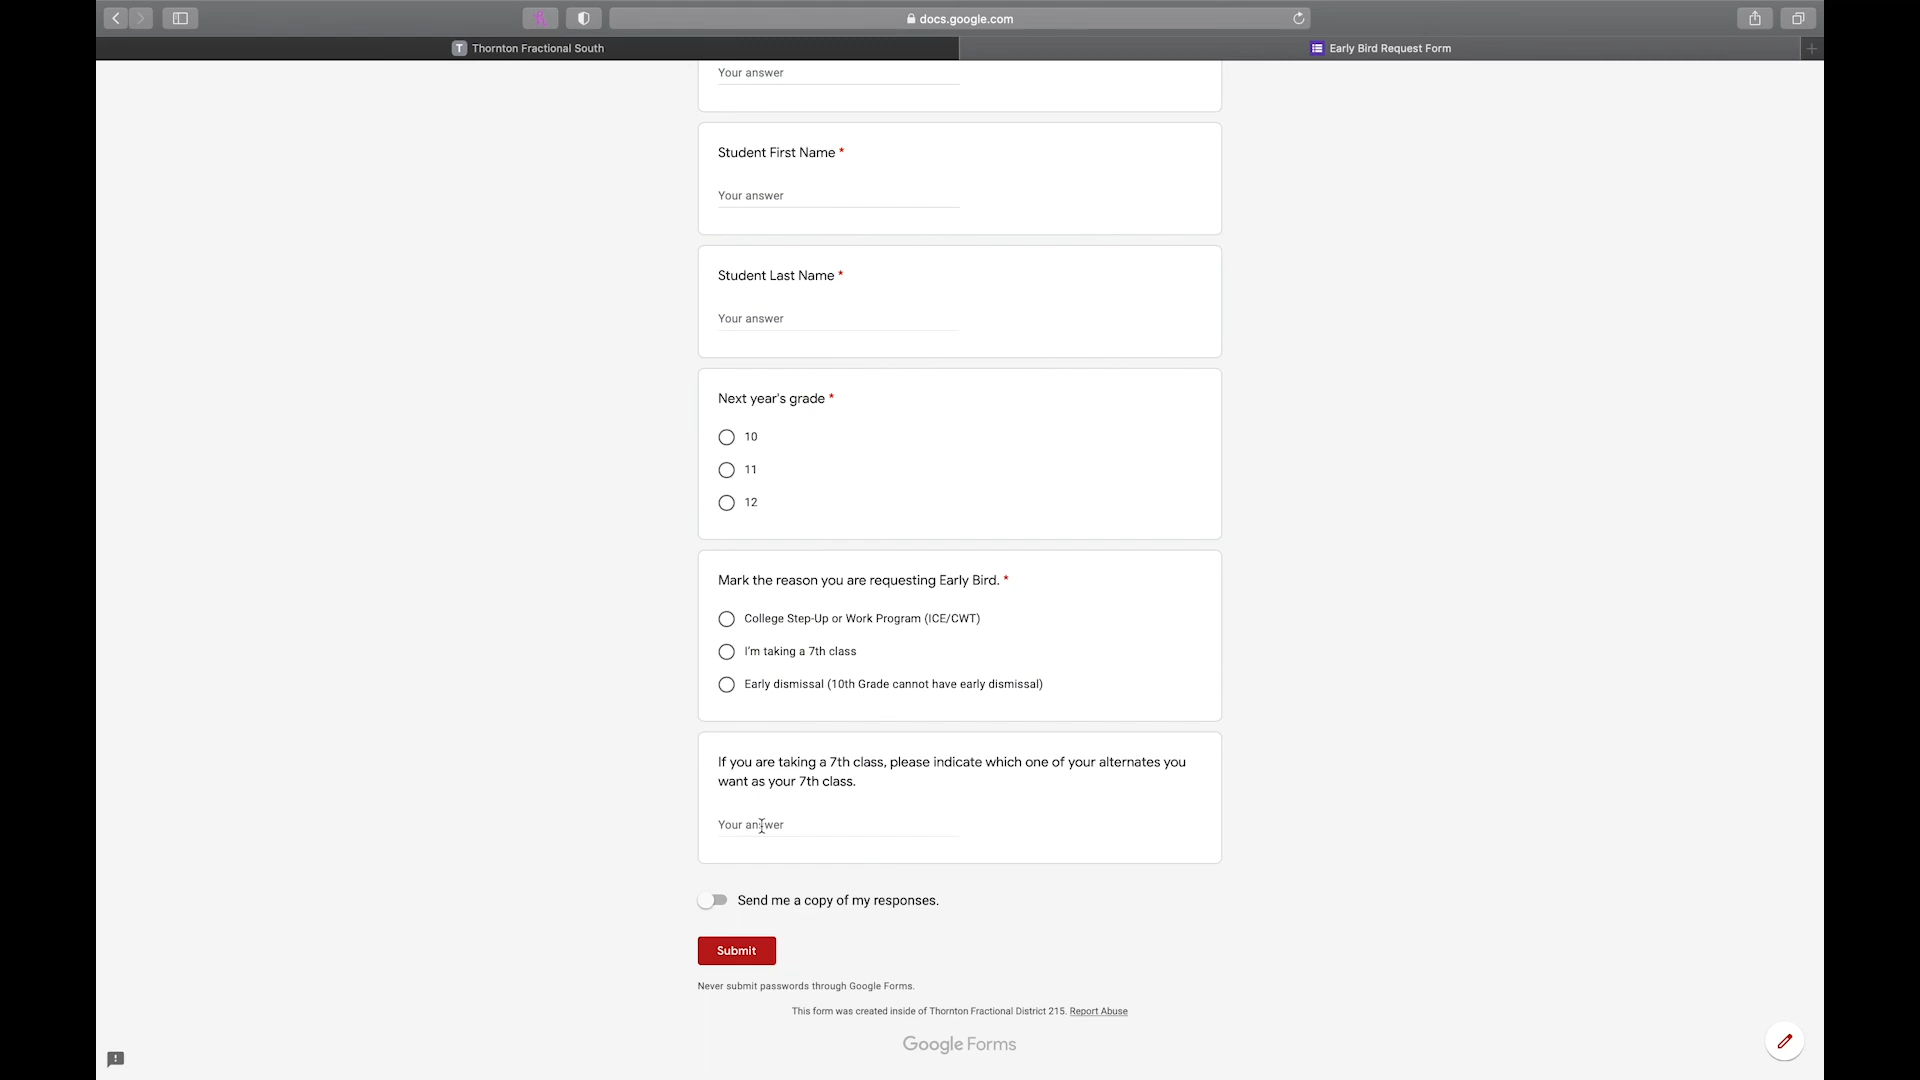 docs.google.com
T Thornton Fractional South
Early Bird Request Form
Your answer
Student First Name *
Your answer
Student Last Name *
Your answer
Next year's grade *
10
11
12
Mark the reason you are requesting Early Bird. *
College Step-Up or Work Program (ICE/CWT)
I'm taking a 7th class
Early dismissal (10th Grade cannot have early dismissal)
If you are taking a 7th class, please indicate which one of your alternates you
want as your 7th class.
Your answer
Send me a copy of my responses.
Submit
Never submit passwords through Google Forms.
This form was created inside of Thornton Fractional District 215. Report Abuse
Google Forms